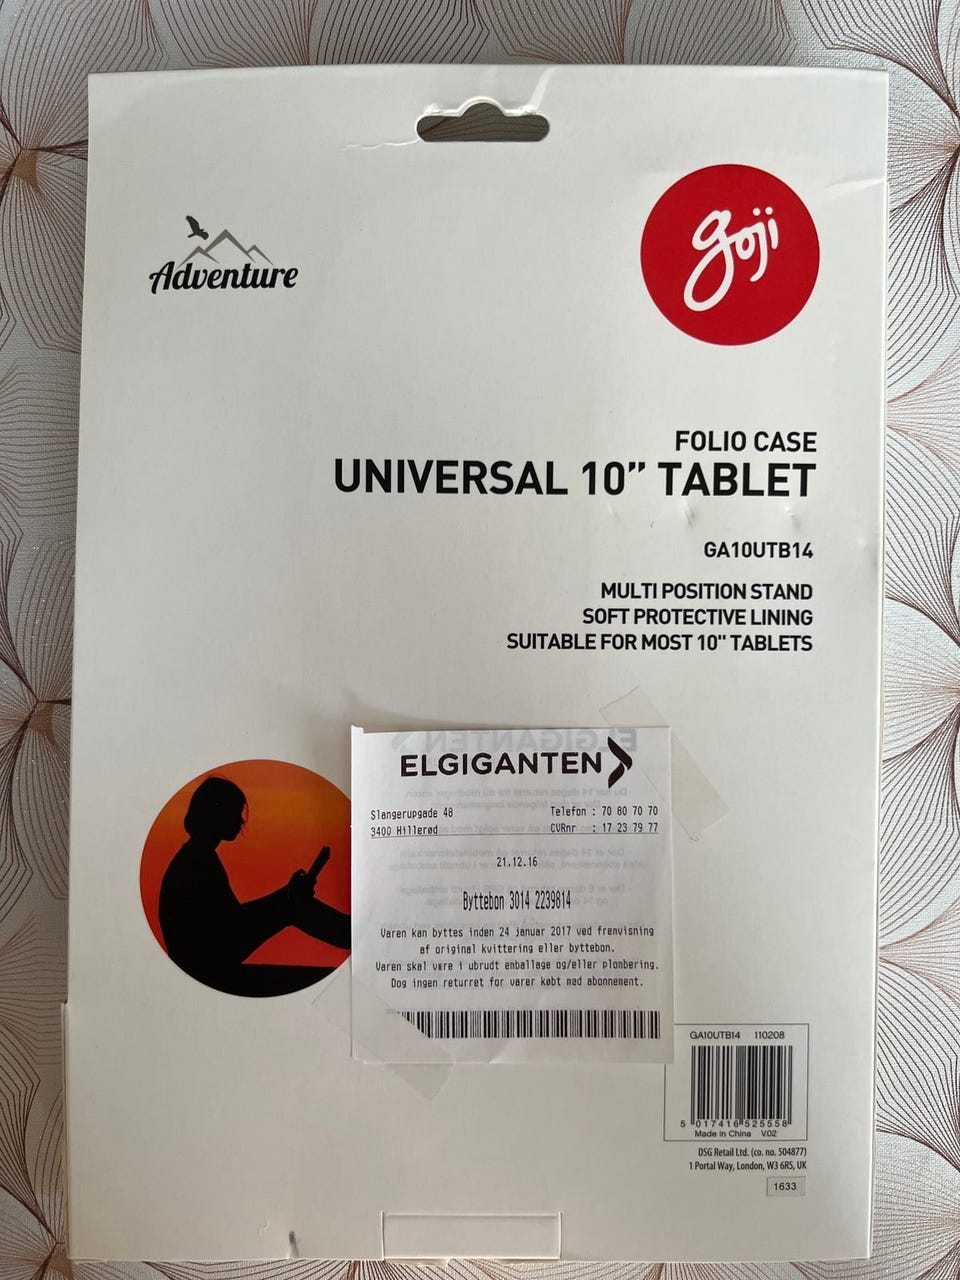 Adventure
goji
FOLIO CASE
UNIVERSAL 10” TABLET
GA10UTB14
MULTI POSITION STAND
SOFT PROTECTIVE LINING
SUITABLE FOR MOST 10" TABLETS
ELGIGANTEN
Slangerupgade 48 Telefon : 70 80 70 70
3400 Hillerød CVRnr : 17 23 79 77
21.12.16
Byttebon 3014 2239814
Varen kan byttes inden 24 januar 2017 ved frenvisning
af original kvittering eller byttebon.
Varen skal være i ubrudt emballage og/eller plombering.
Dog ingen returret for varer købt med abonnement.
GA10UTB14 110208
5 017416 525558
Made in China V.02
DSG Retail Ltd. (co. no. 504877)
1 Portal Way, London, W3 6RS, UK
1633